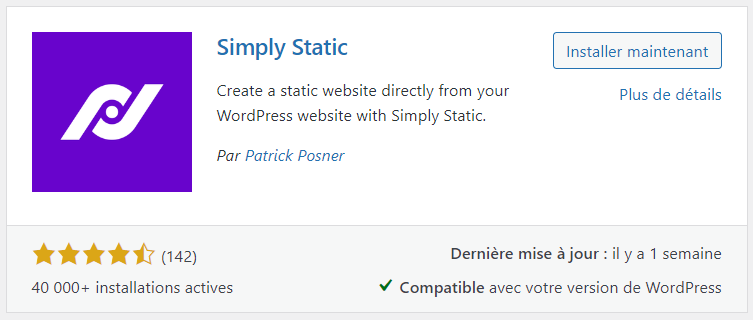 Simply Static
Installer maintenant
Create a static website directly from your
WordPress website with Simply Static.
Plus de détails
Par Patrick Posner
(142)
Dernière mise à jour : il y a 1 semaine
40 000+ installations actives
Compatible avec votre version de WordPress